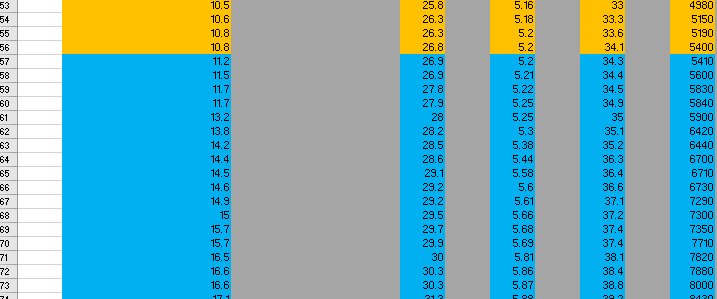 53 10.5 25.8 5.16 33 4980
54 10.6 26.3 5.18 33.3 5150
55 10.8 26.3 5.2 33.6 5190
56 10.8 26.8 5.2 34.1 5400
57 11.2 26.9 5.2 34.3 5410
58 11.5 26.9 5.21 34.4 5600
59 11.7 27.8 5.22 34.5 5830
60 11.7 27.9 5.25 34.9 5840
61 13.2 28 5.25 35 5900
62 13.8 28.2 5.3 35.1 6420
63 14.2 28.5 5.38 35.2 6440
64 14.4 28.6 5.44 36.3 6700
65 14.5 29.1 5.58 36.4 6710
66 14.6 29.2 5.6 36.6 6730
67 14.9 29.2 5.61 37.1 7290
68 15 29.5 5.66 37.2 7300
69 15.7 29.7 5.68 37.4 7350
70 15.7 29.9 5.69 37.4 7710
71 16.5 30 5.81 38.1 7820
72 16.6 30.3 5.86 38.4 7880
73 16.6 30.3 5.87 38.8 8000